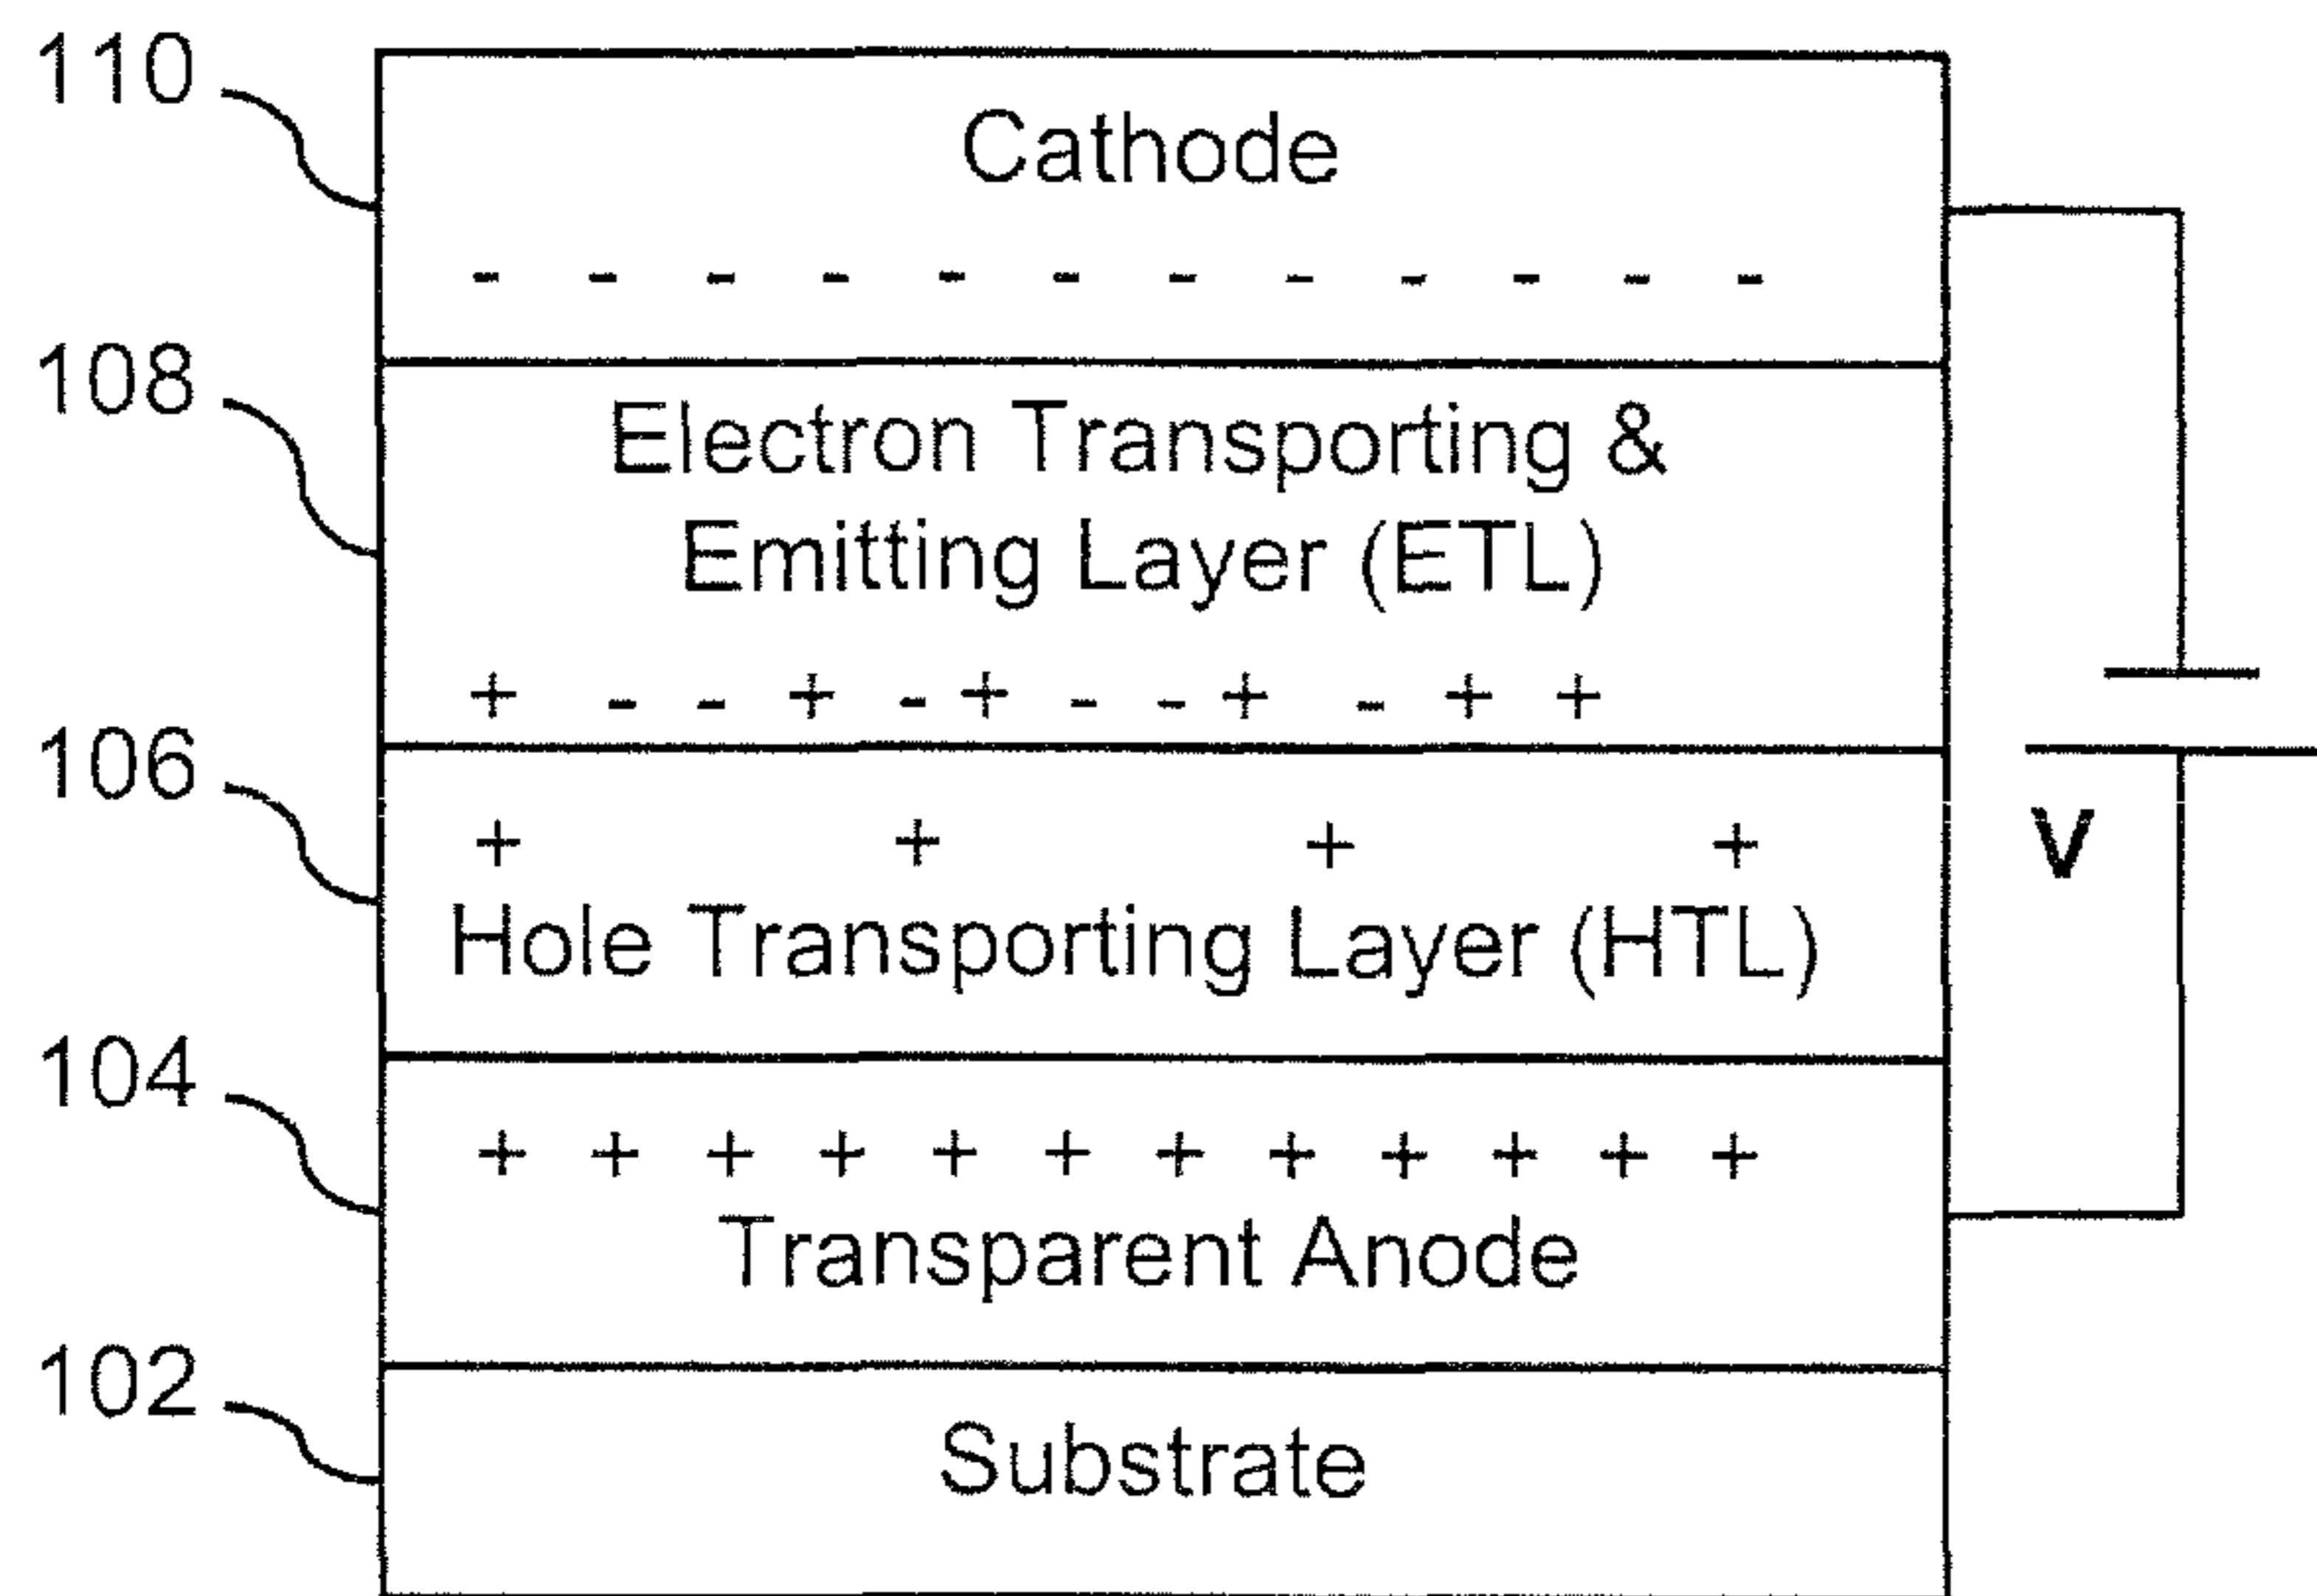 110
Cathode
- - - - - - - - - - - -
108
Electron Transporting &
Emitting Layer (ETL)
+ - - + - + - - + - + +
106
+ + + +
V
Hole Transporting Layer (HTL)
104
+ + + + + + + + + + + +
Transparent Anode
102
Substrate